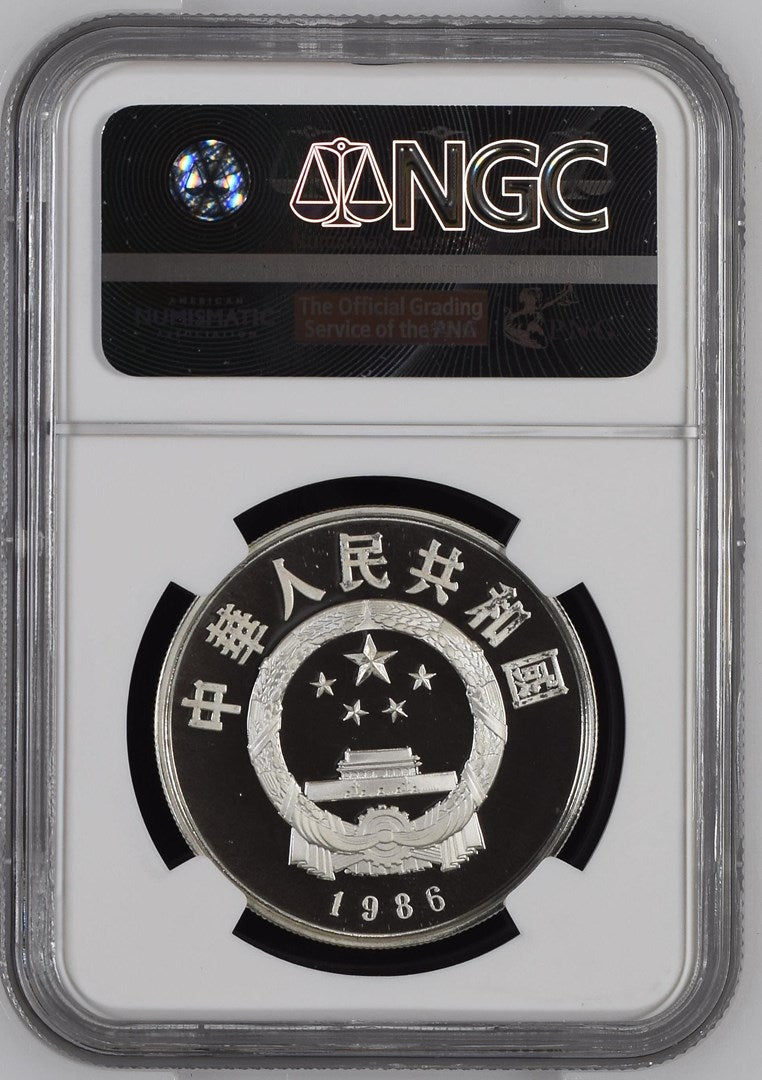 NGC
AMERICAN
NUMISMATIC
ASSOCIATION
The Official Grading
Service of the PNG
PNG
中華人民共和國
1986